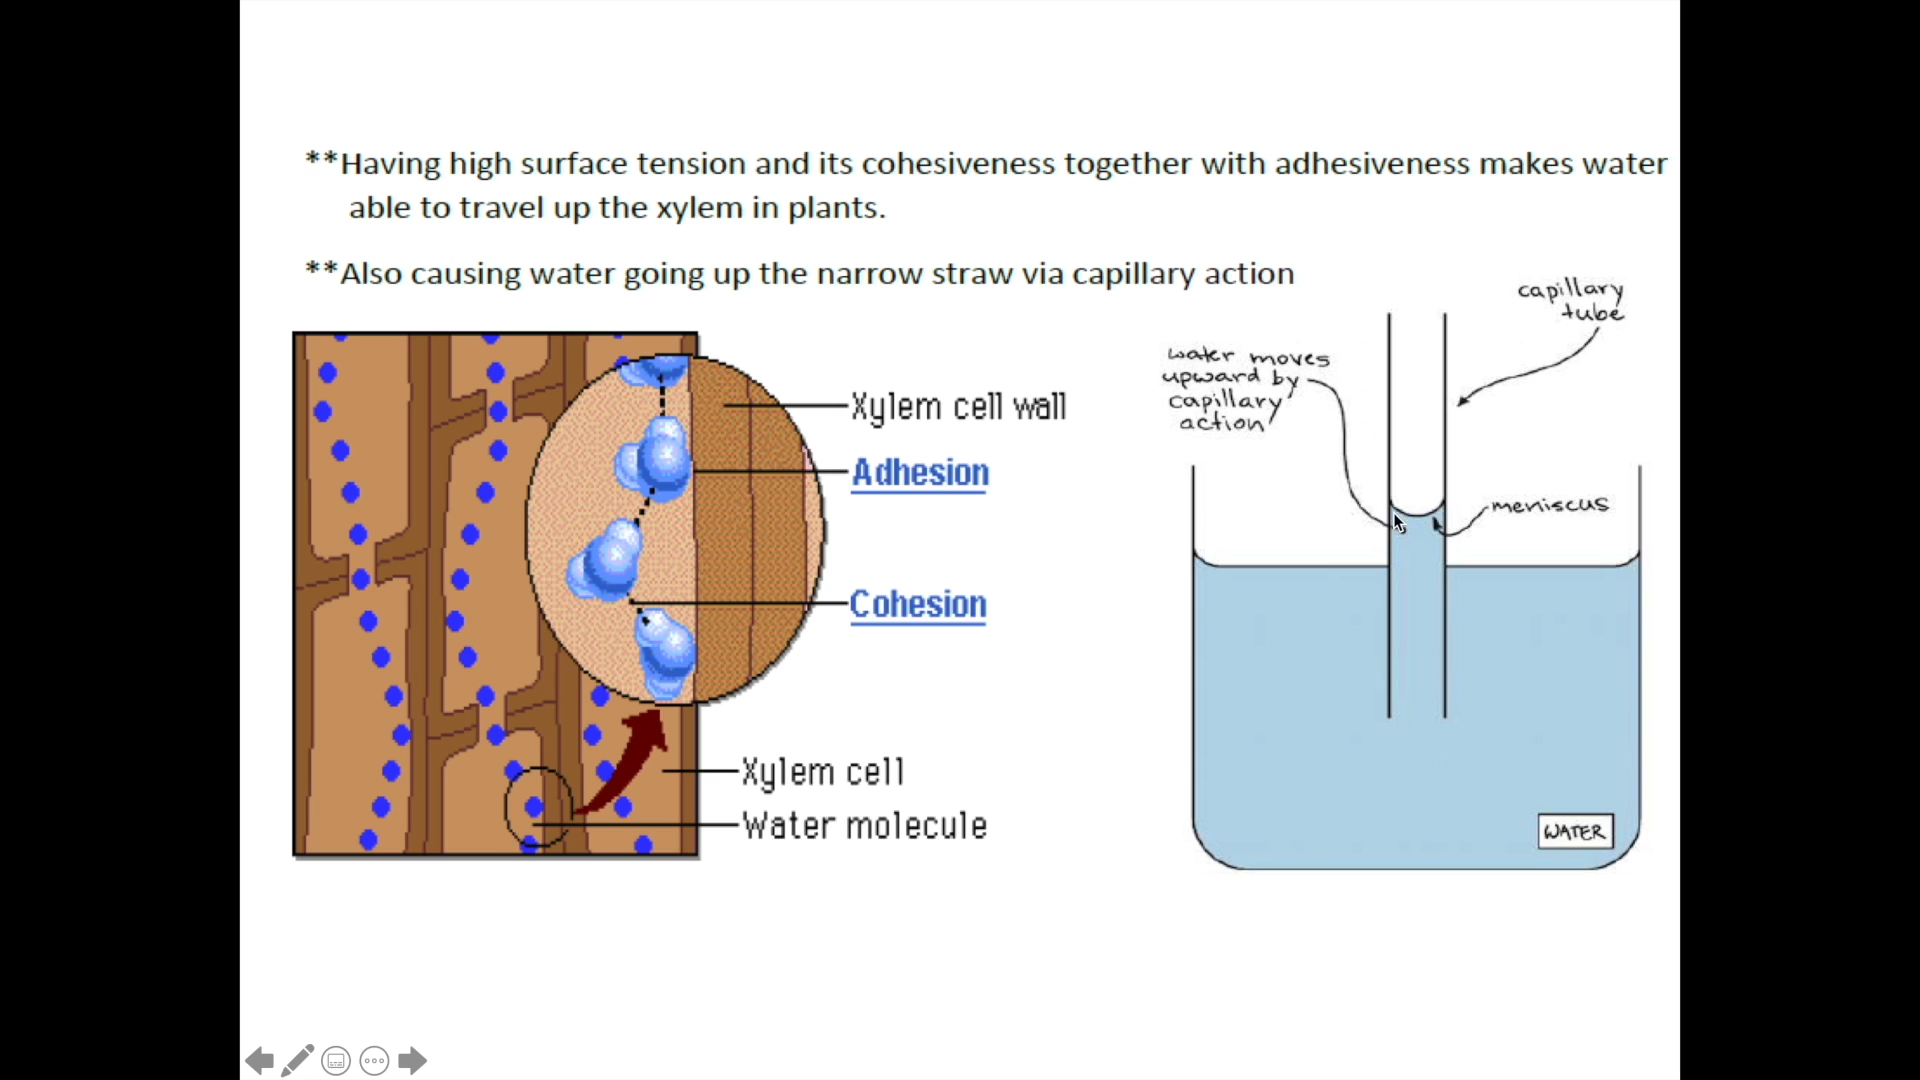 **Having high surface tension and its cohesiveness together with adhesiveness makes water
able to travel up the xylem in plants.
**Also causing water going up the narrow straw via capillary action
Xylem cell wall
Adhesion
Cohesion
Xylem cell
Water molecule
capillary
tube
water moves
upward by
capillary
action
meniscus
WATER